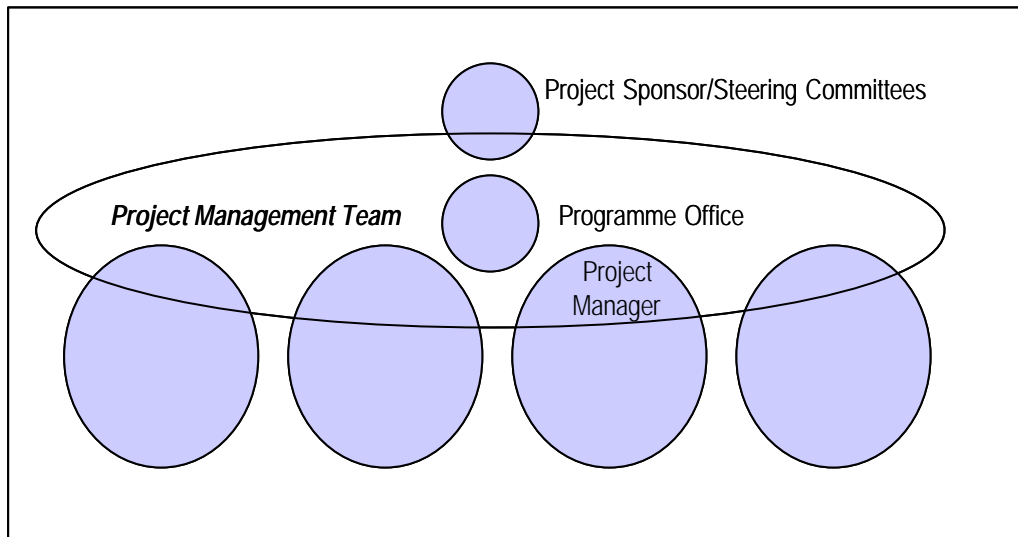 Project Sponsor/Steering Committees
Project Management Team
Programme Office
Project
Manager